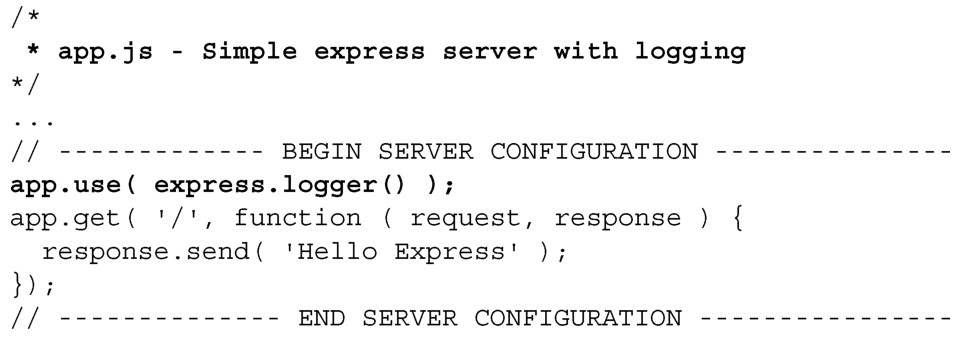 /*
 * app.js - Simple express server with logging
*/
...
// ------------- BEGIN SERVER CONFIGURATION ---------------
app.use( express.logger() );
app.get( '/', function ( request, response ) {
  response.send( 'Hello Express' );
});
// -------------- END SERVER CONFIGURATION ----------------